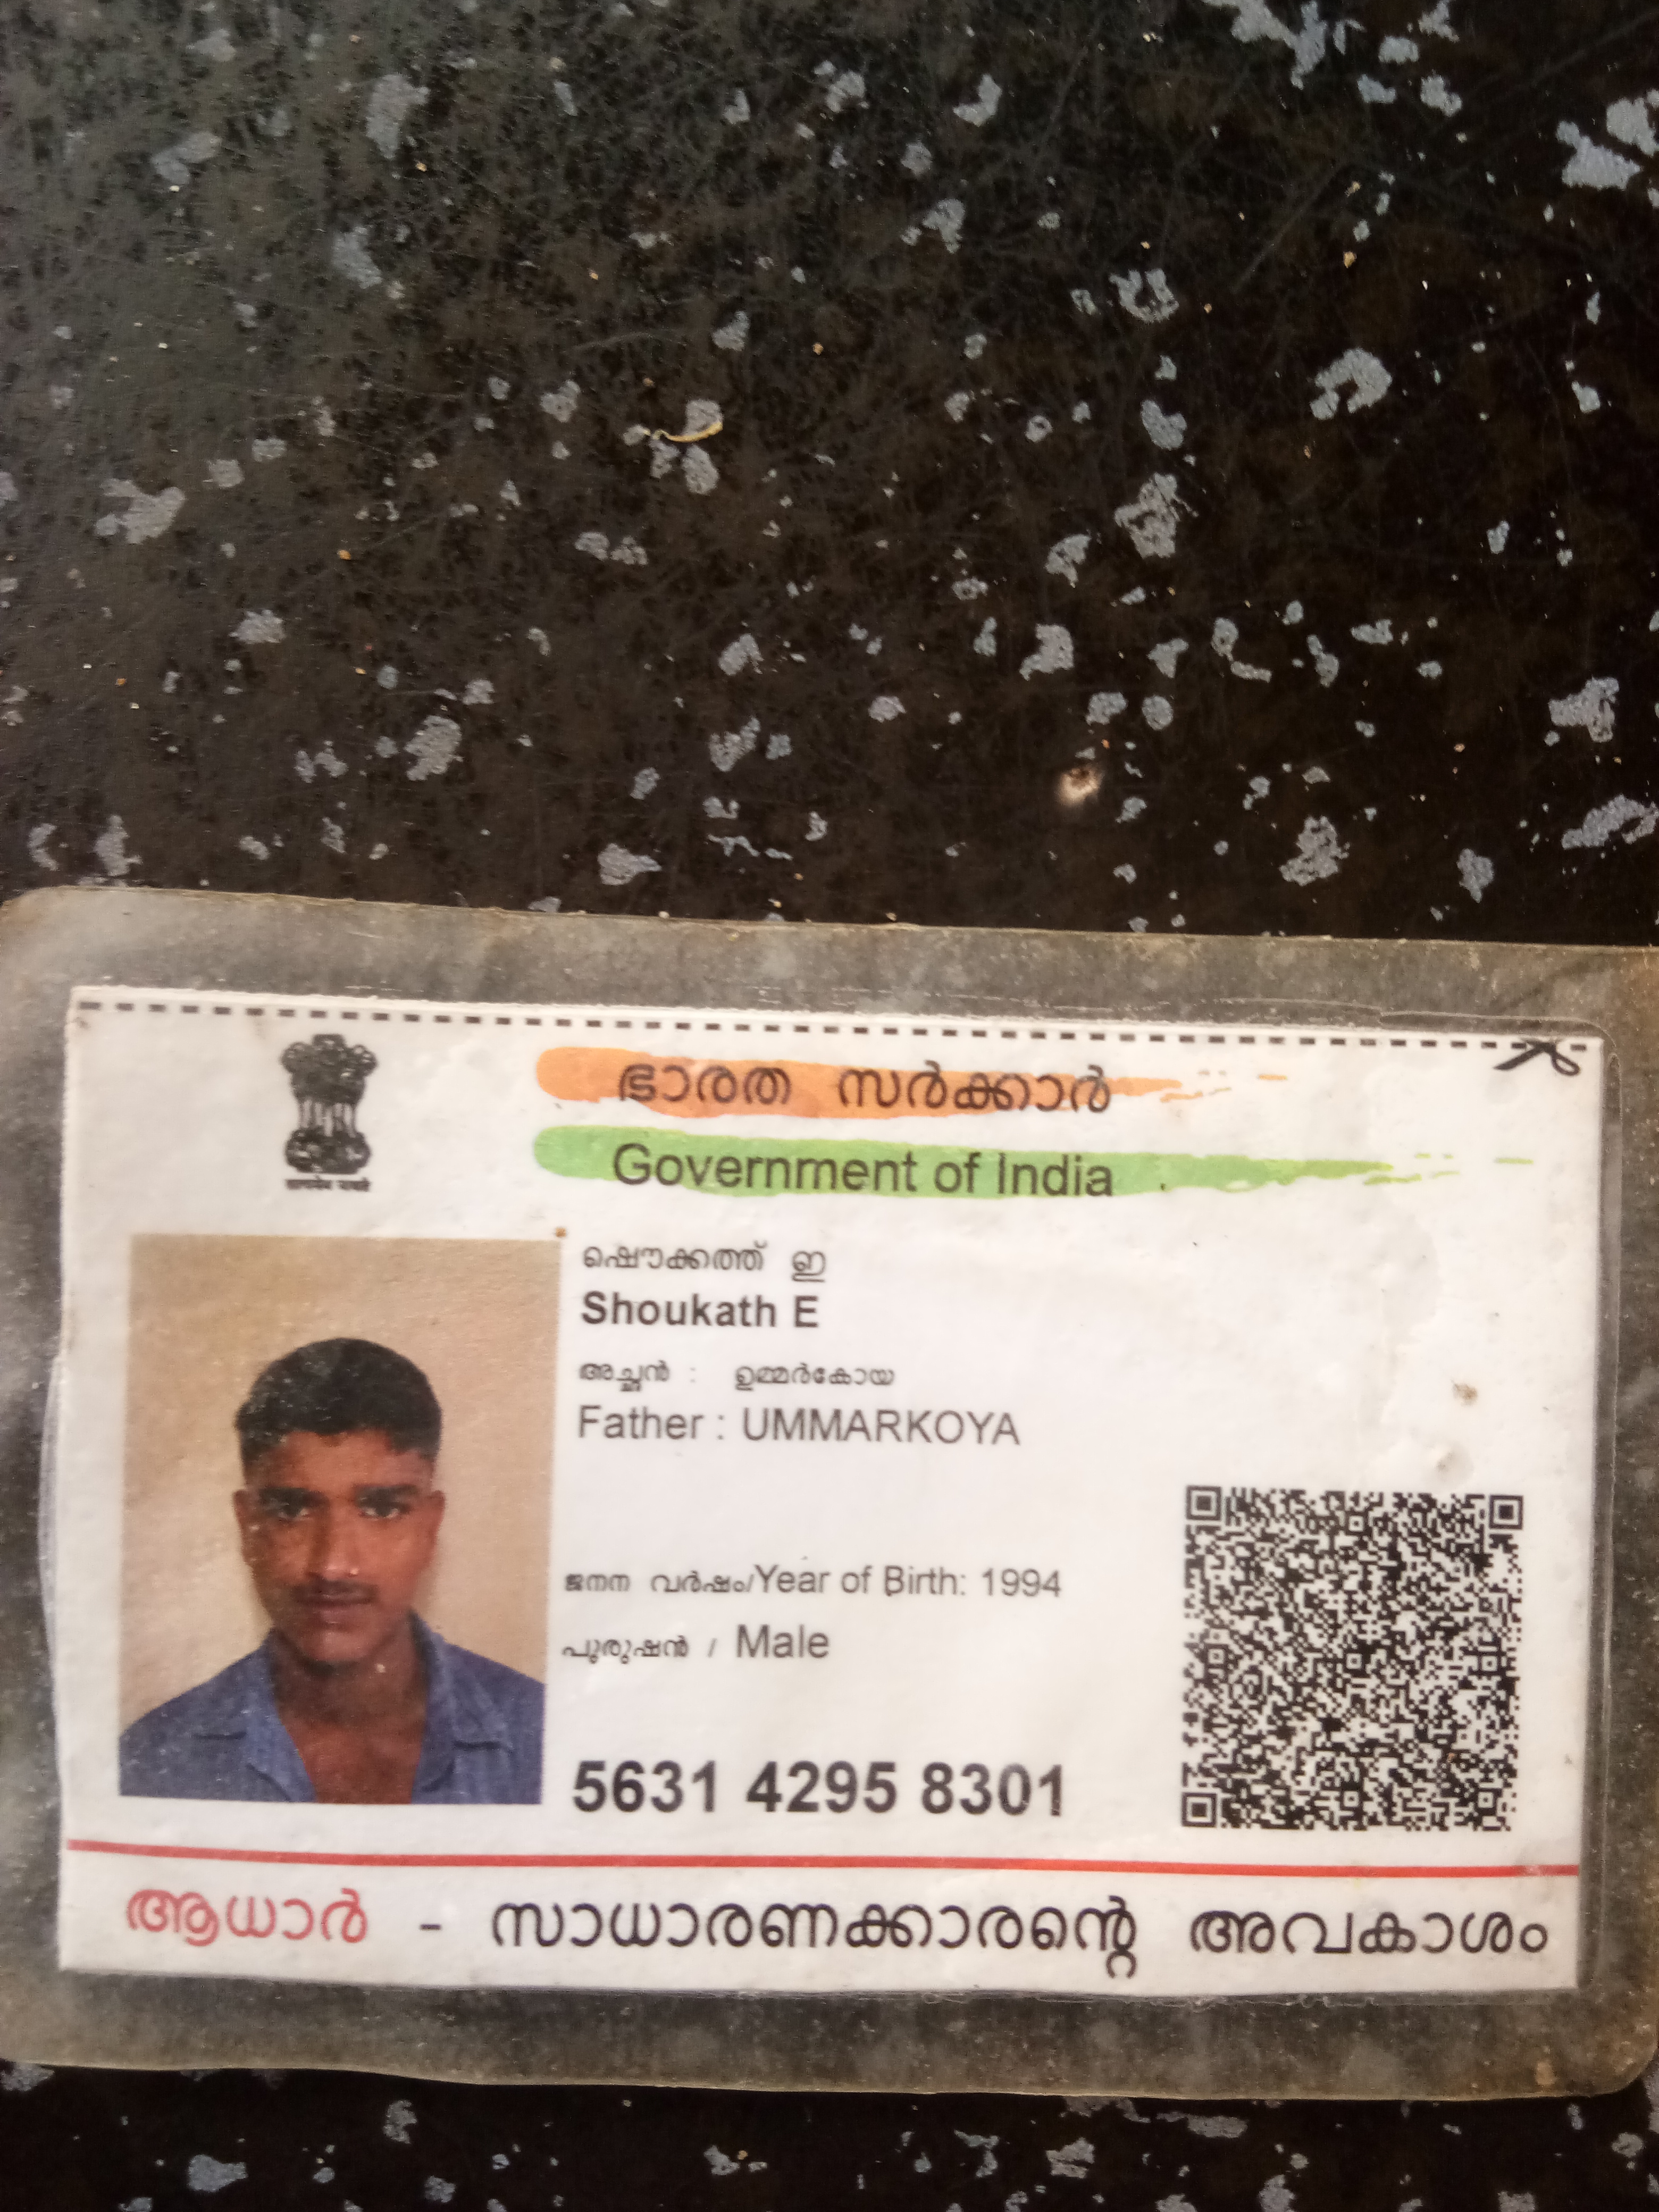 ഭാരത സർക്കാർ
Government of India
ഷൌക്കത്ത് ഇ
Shoukath E
അച്ഛൻ : ഉമ്മർകോയ
Father : UMMARKOYA
ജനന വർഷം/Year of Birth: 1994
പുരുഷൻ / Male
5631 4295 8301
ആധാർ - സാധാരണക്കാരന്റെ അവകാശം